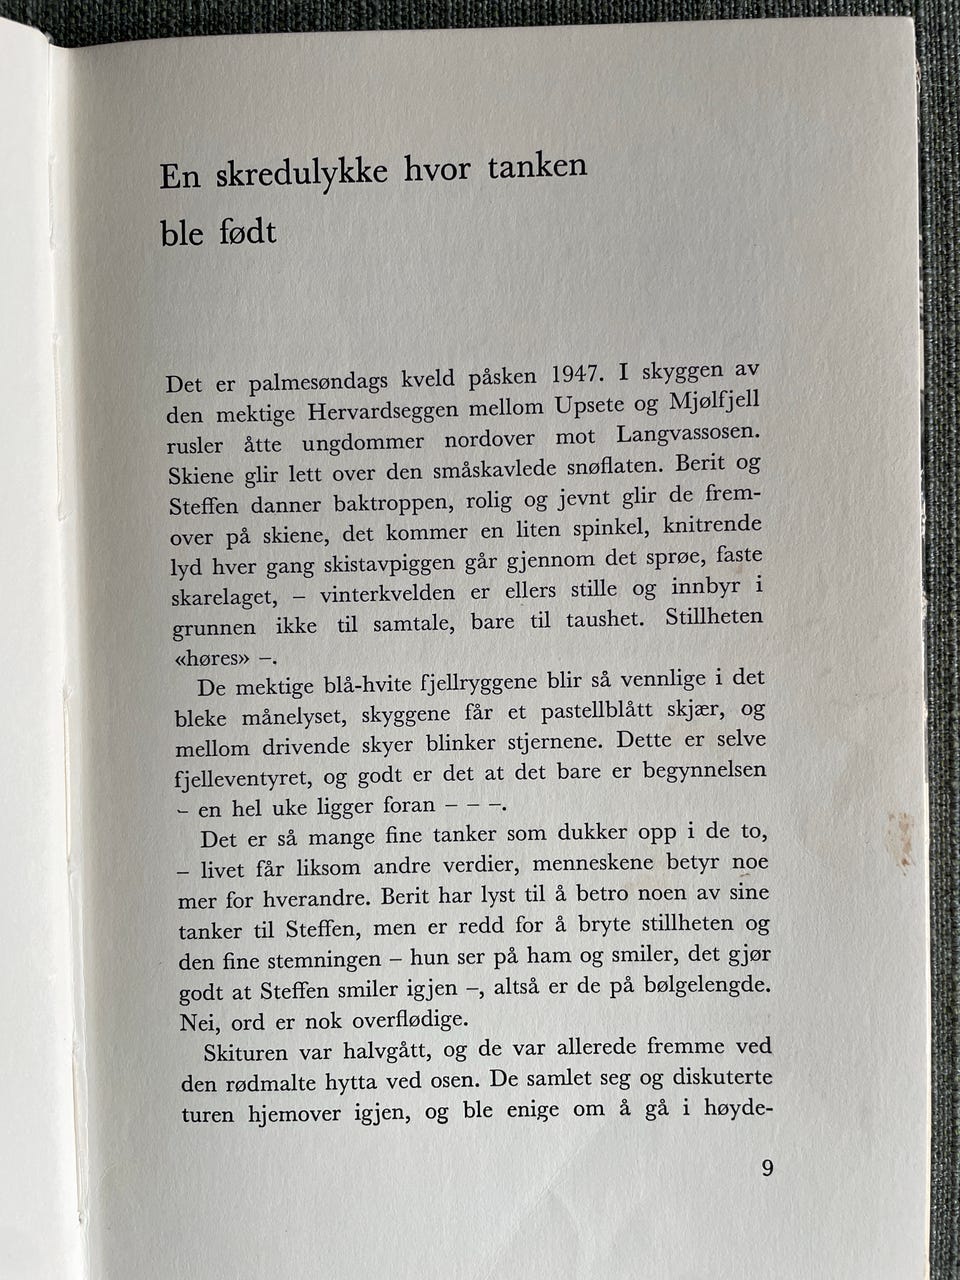 En skredulykke hvor tanken
ble født
Det er palmesøndags kveld påsken 1947. I skyggen av
den mektige Hervardseggen mellom Upsete og Mjølfjell
rusler åtte ungdommer nordover mot Langvassosen.
Skiene glir lett over den småskavlede snøflaten. Berit og
Steffen danner baktroppen, rolig og jevnt glir de frem-
over på skiene, det kommer en liten spinkel, knitrende
lyd hver gang skistavpiggen går gjennom det sprøe, faste
skarelaget, – vinterkvelden er ellers stille og innbyr i
grunnen ikke til samtale, bare til taushet. Stillheten
«høres» –.
De mektige blå-hvite fjellryggene blir så vennlige i det
bleke månelyset, skyggene får et pastellblått skjær, og
mellom drivende skyer blinker stjernene. Dette er selve
fjelleventyret, og godt er det at det bare er begynnelsen
– en hel uke ligger foran – – –.
Det er så mange fine tanker som dukker opp i de to,
– livet får liksom andre verdier, menneskene betyr noe
mer for hverandre. Berit har lyst til å betro noen av sine
tanker til Steffen, men er redd for å bryte stillheten og
den fine stemningen – hun ser på ham og smiler, det gjør
godt at Steffen smiler igjen –, altså er de på bølgelengde.
Nei, ord er nok overflødige.
Skituren var halvgått, og de var allerede fremme ved
den rødmalte hytta ved osen. De samlet seg og diskuterte
turen hjemover igjen, og ble enige om å gå i høyde-
9